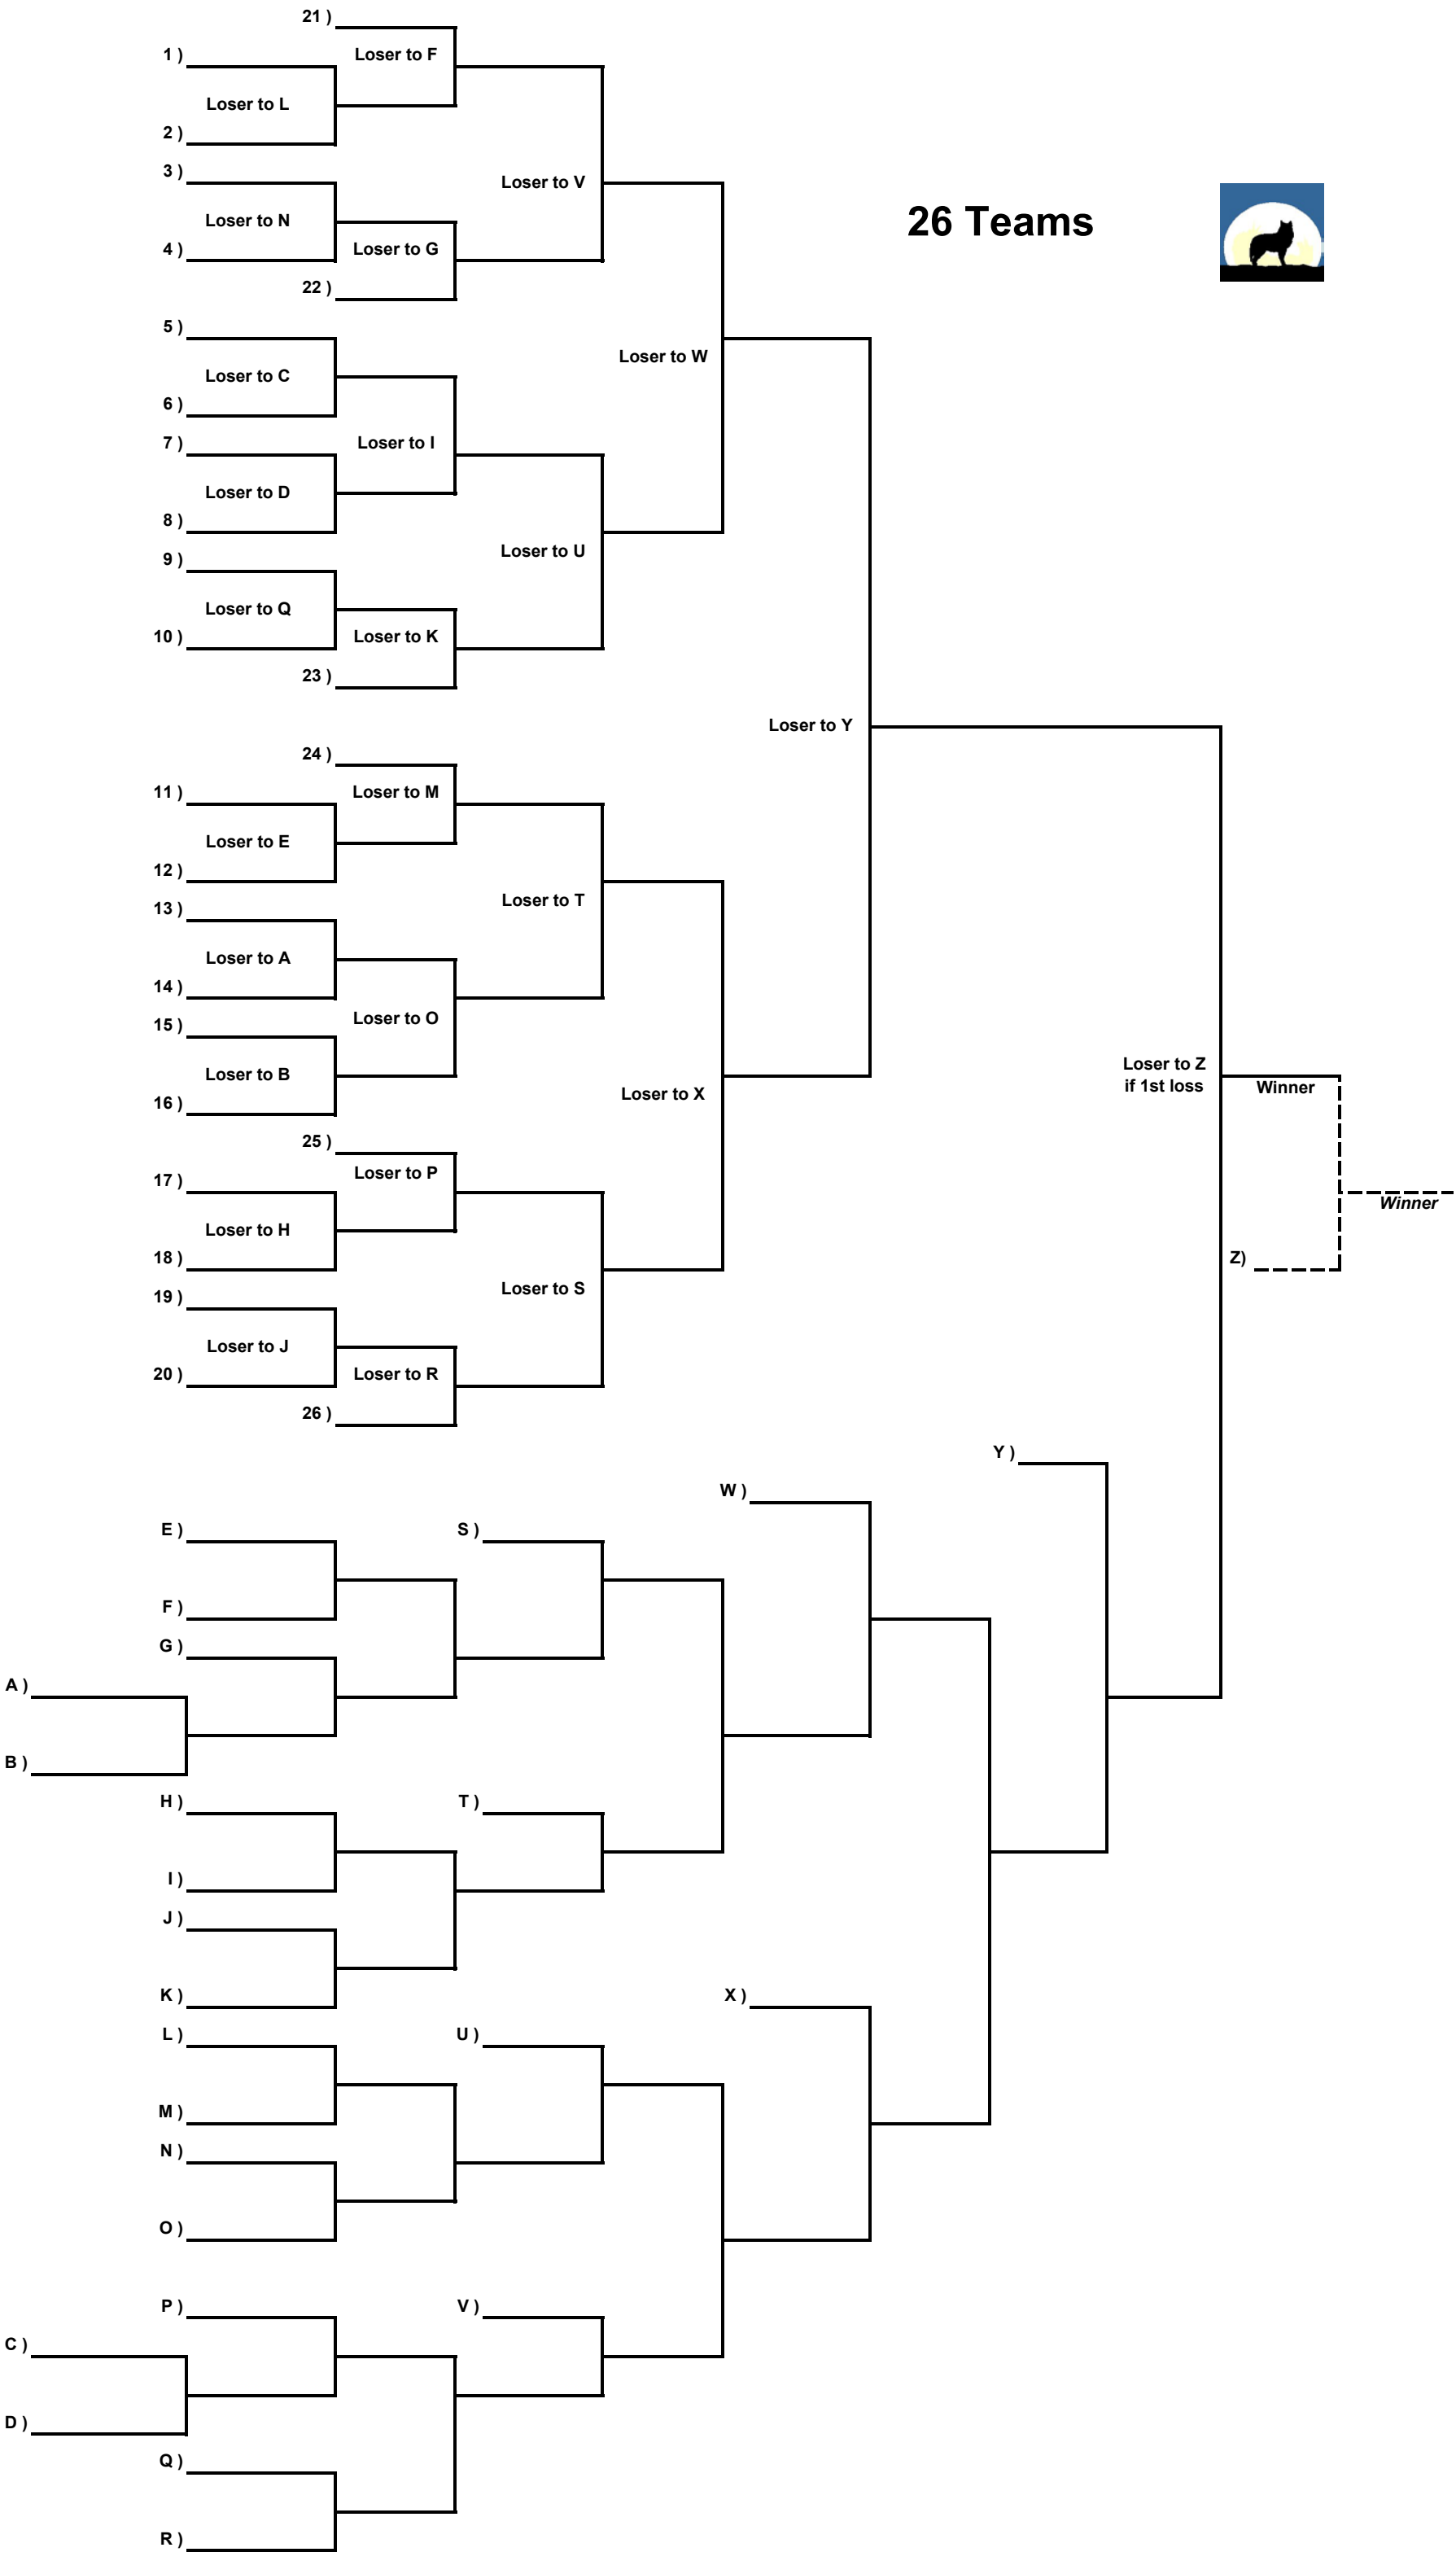 21 )
1 )
Loser to F
Loser to L
2 )
3 )
Loser to V
26 Teams
Loser to N
4 )
Loser to G
22 )
5 )
Loser to W
Loser to C
6 )
7 )
Loser to I
Loser to D
8 )
Loser to U
9 )
Loser to Q
10 )
Loser to K
23 )
Loser to Y
24 )
11 )
Loser to M
Loser to E
12 )
Loser to T
13 )
Loser to A
14 )
Loser to O
15 )
Loser to B
Loser to Z
if 1st loss
Winner
Loser to X
16 )
25 )
17 )
Loser to P
Winner
Loser to H
18 )
Z)
Loser to S
19 )
Loser to J
20 )
Loser to R
26 )
Y )
W )
E )
S )
F )
G )
A )
B )
H )
T )
I )
J )
K )
X )
L )
U )
M )
N )
O )
P )
V )
C )
D )
Q )
R )